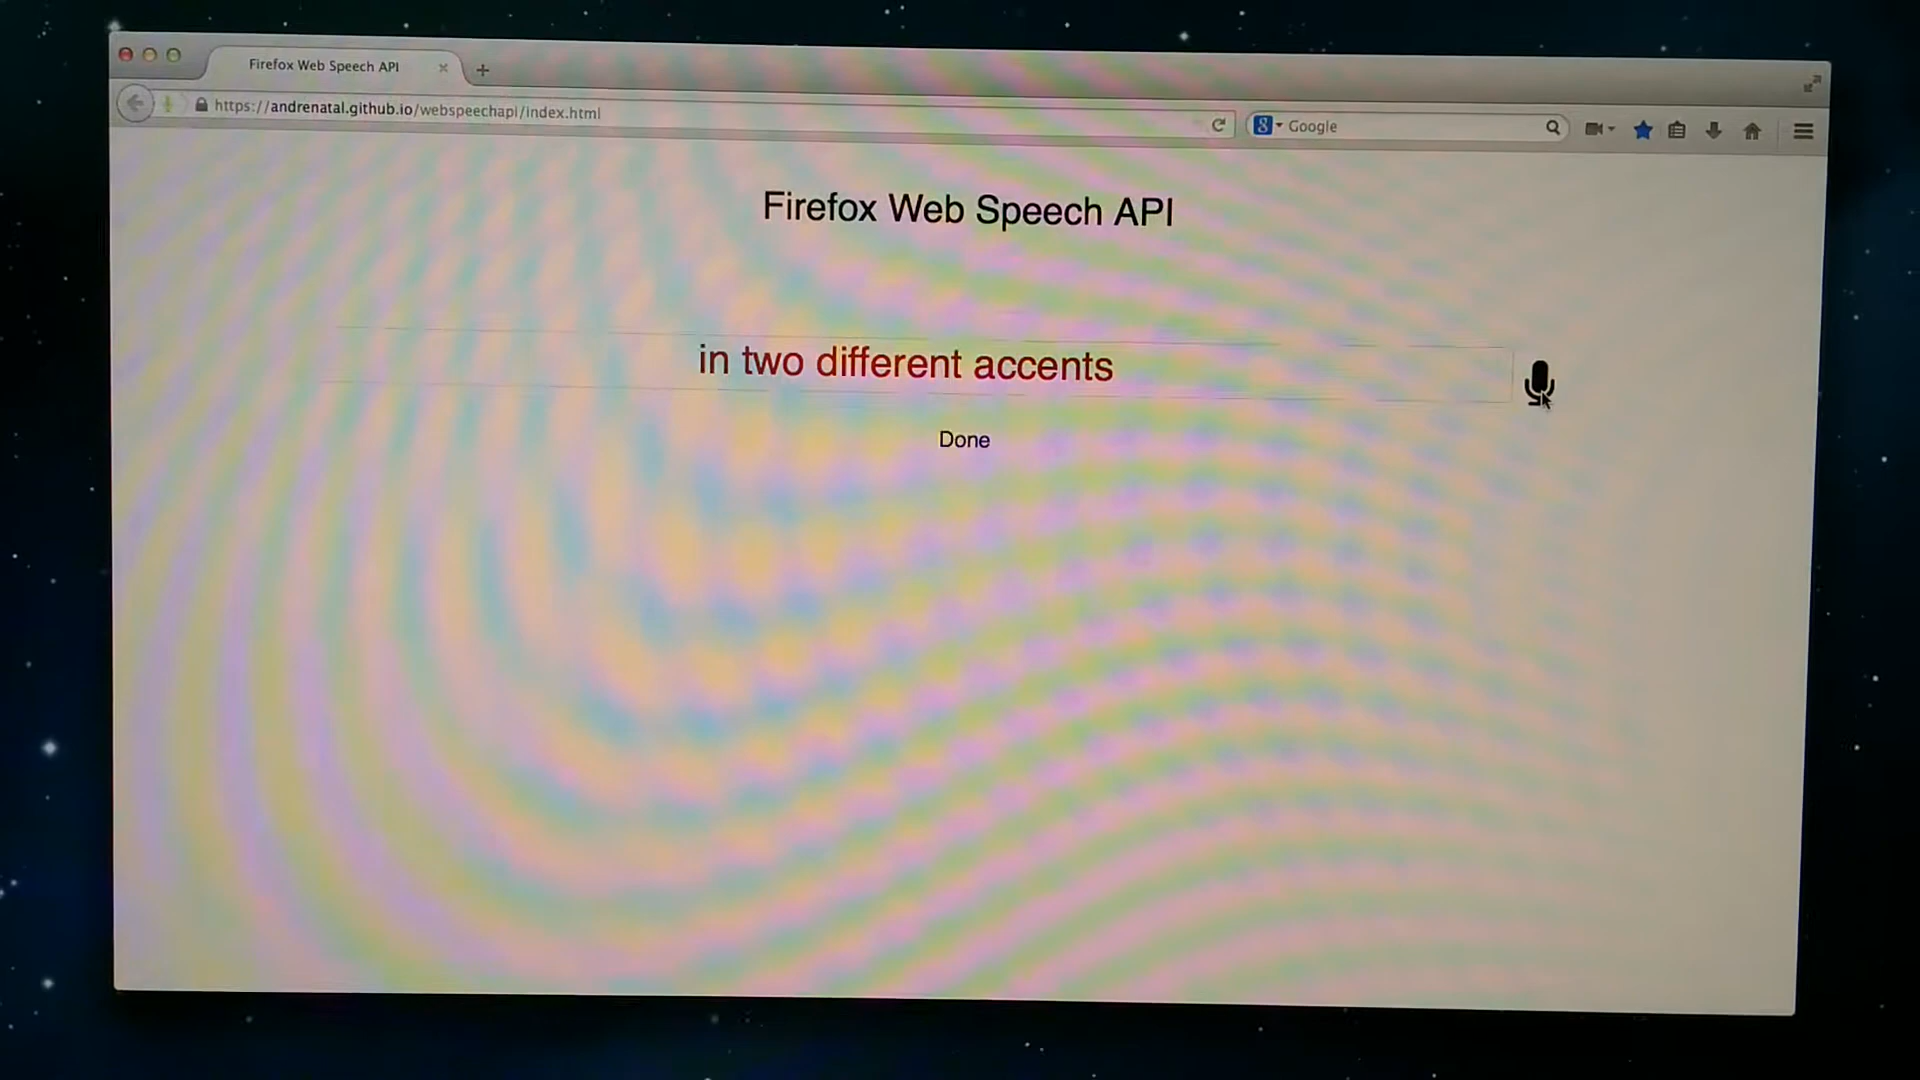 Firefox Web Speech API
https://andrenatal.github.io/webspeechapi/index.html
Google
Firefox Web Speech API
in two different accents
Done